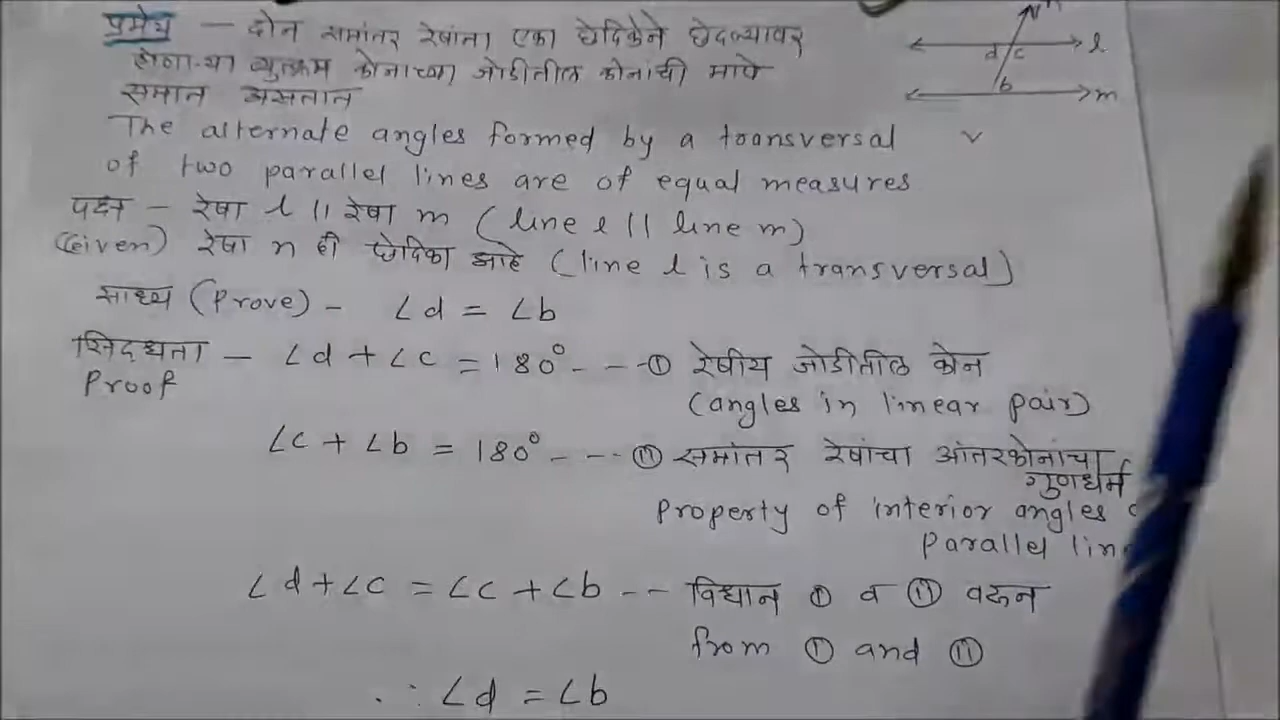 प्रमेय — दोन समांतर रेषांना एका छेदिकेने छेदल्यावर
होणाऱ्या व्युत्क्रम कोनाच्या जोडीतील कोनांची मापे
समान असतात
The alternate angles formed by a transversal
of two parallel lines are of equal measures
पक्ष - रेषा l || रेषा m (line l || line m)
(Given) रेषा n ही छेदिका आहे (line l is a transversal)
साध्य (Prove) - ∠d = ∠b
सिद्धता - ∠d + ∠c = 180° - - - ① रेषीय जोडीतील कोन
Proof
(angles in linear pair)
∠c + ∠b = 180° - - - ⑪ समांतर रेषांचा आंतरकोनांचा
गुणधर्म
Property of interior angles
parallel
∠d + ∠c = ∠c + ∠b - - विधान ① व ⑪ वरून
from ① and ⑪
∴ ∠d = ∠b
n
l
d c
b
m